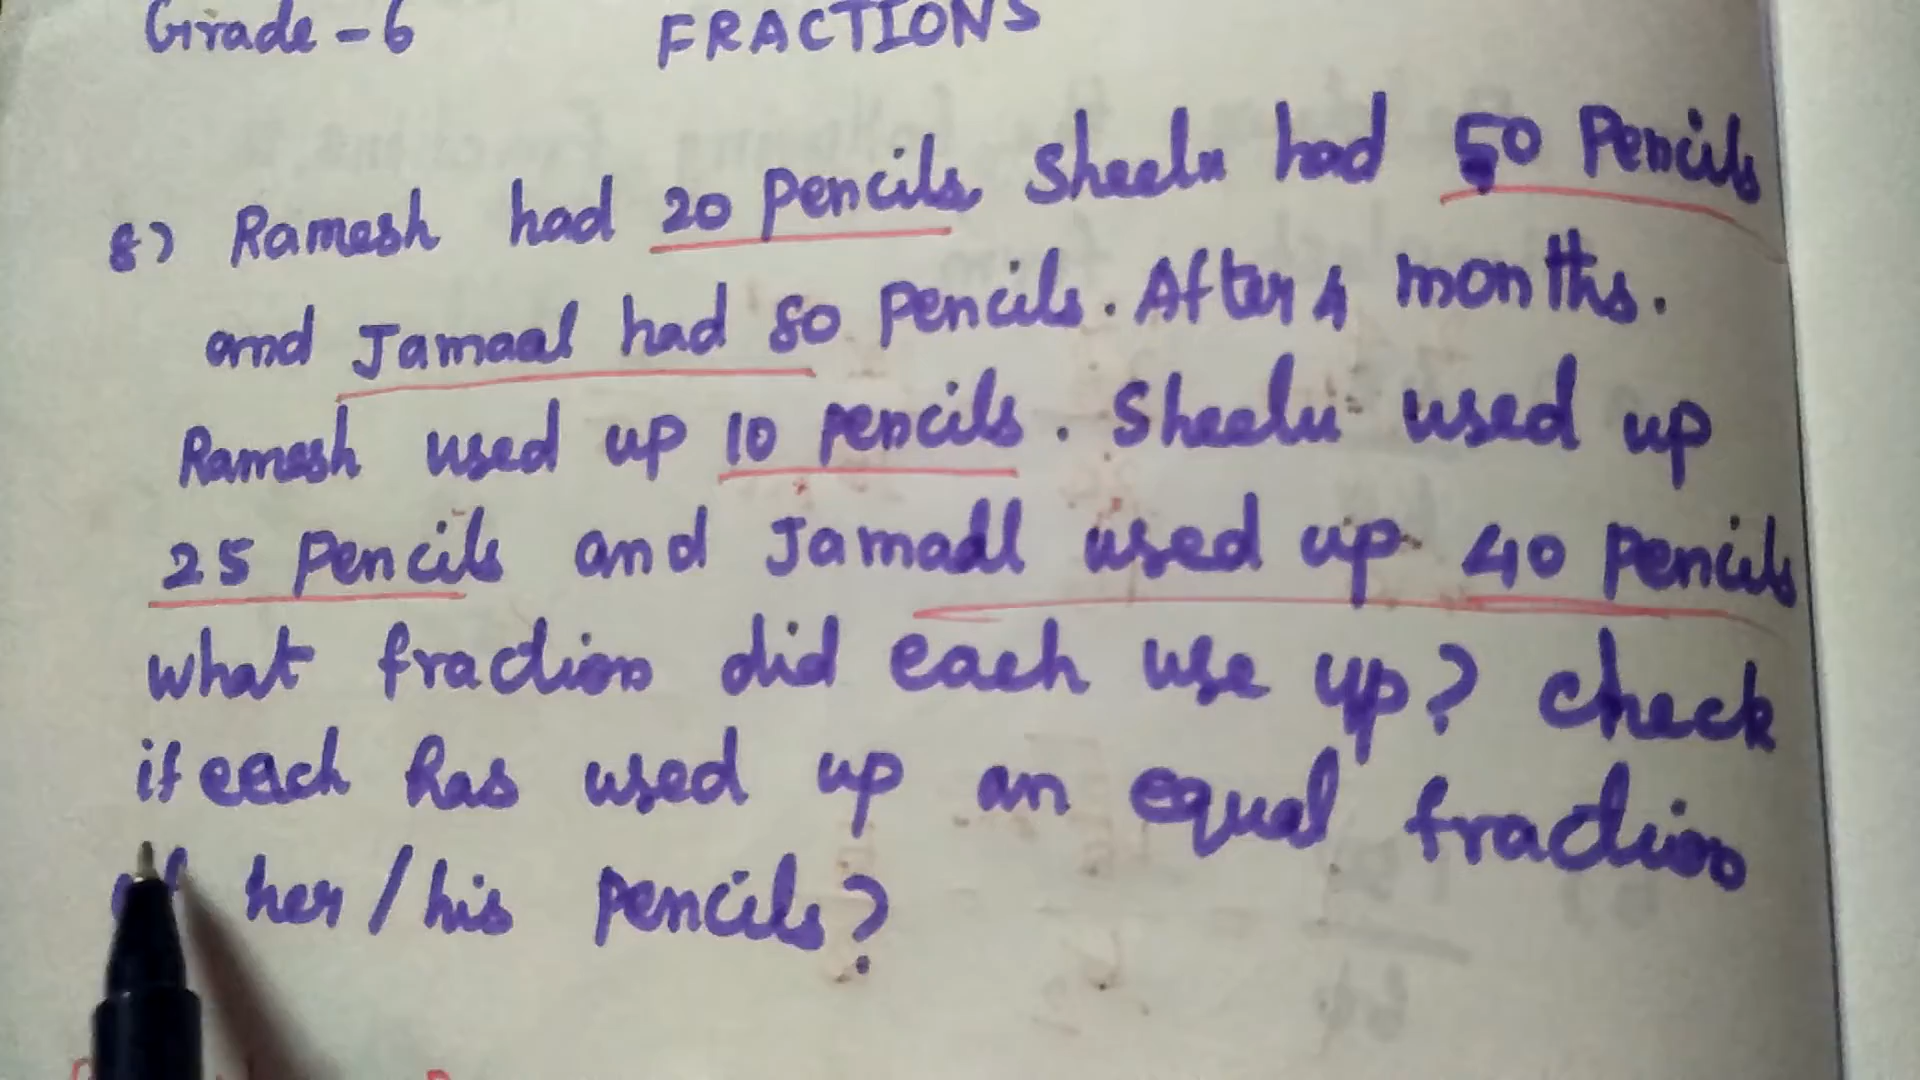 Grade - 6 FRACTIONS
8) Ramesh had 20 Pencils, Sheelu had 50 Pencils
and Jamaal had 80 Pencils. After 4 months.
Ramesh used up 10 pencils. Sheelu used up
25 Pencils and Jamaal used up 40 Pencils
what fraction did each use up? check
if each has used up an equal fraction
of her / his pencils?